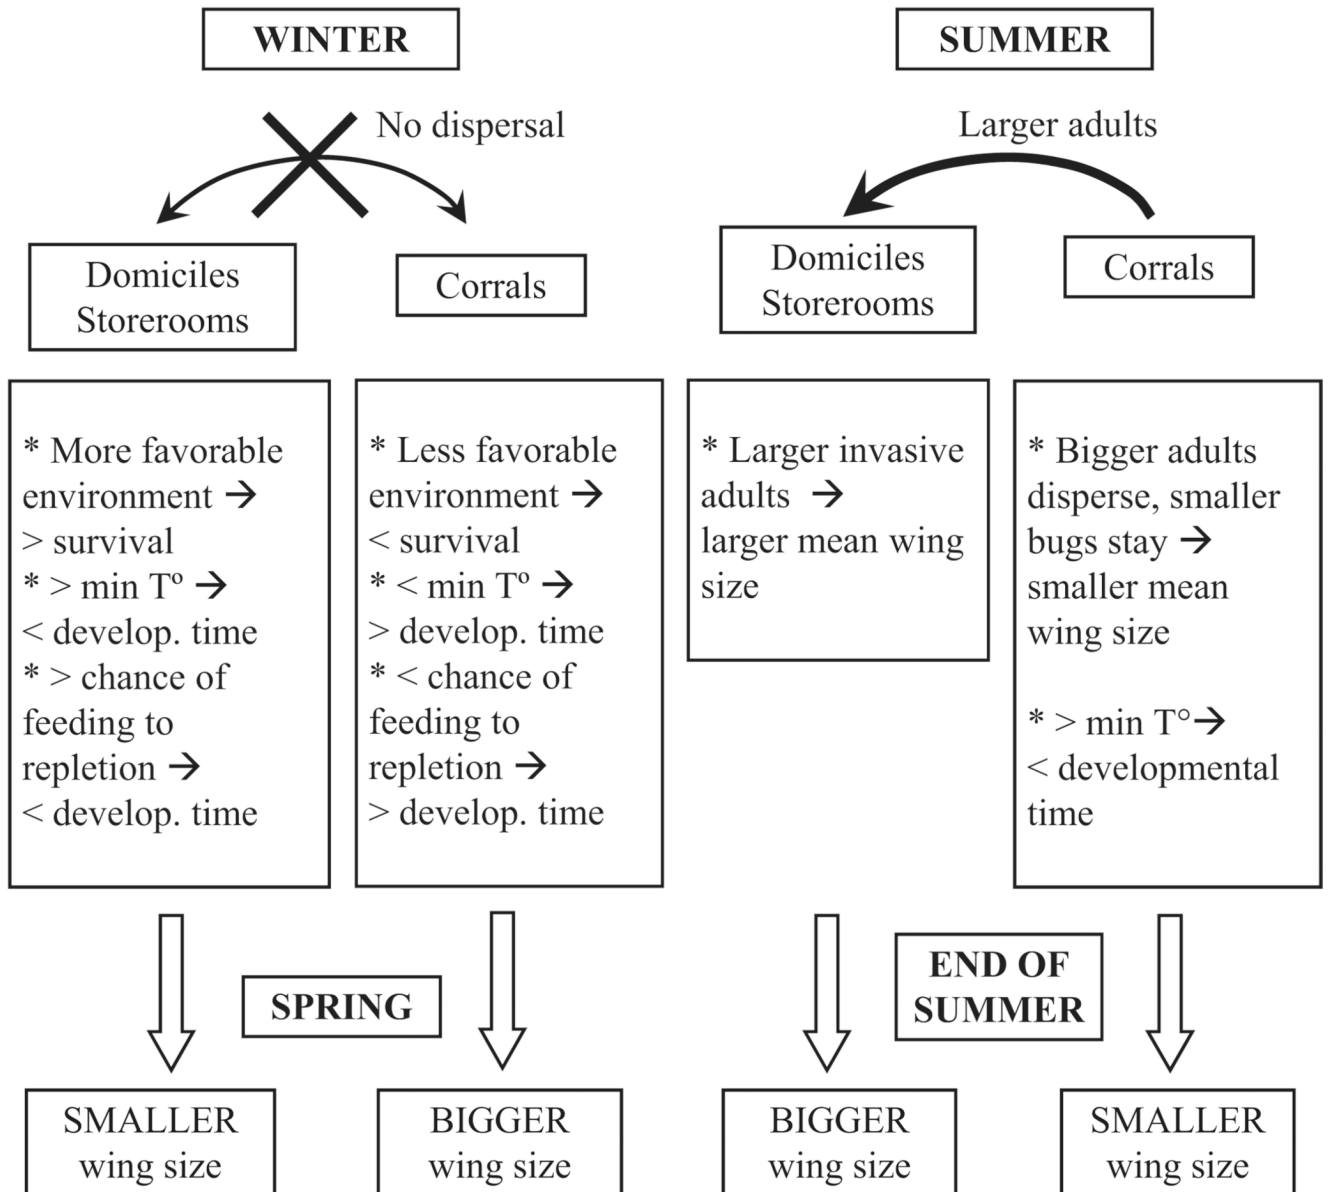 WINTER
No dispersal
Domiciles
Storerooms
Corrals
* More favorable
environment →
> survival
* > min Tº →
< develop. time
* > chance of
feeding to
repletion →
< develop. time
* Less favorable
environment →
< survival
* < min Tº →
> develop. time
* < chance of
feeding to
repletion →
> develop. time
SPRING
SMALLER
wing size
BIGGER
wing size
SUMMER
Larger adults
Domiciles
Storerooms
Corrals
* Larger invasive
adults →
larger mean wing
size
* Bigger adults
disperse, smaller
bugs stay →
smaller mean
wing size
* > min T°→
< developmental
time
END OF
SUMMER
BIGGER
wing size
SMALLER
wing size